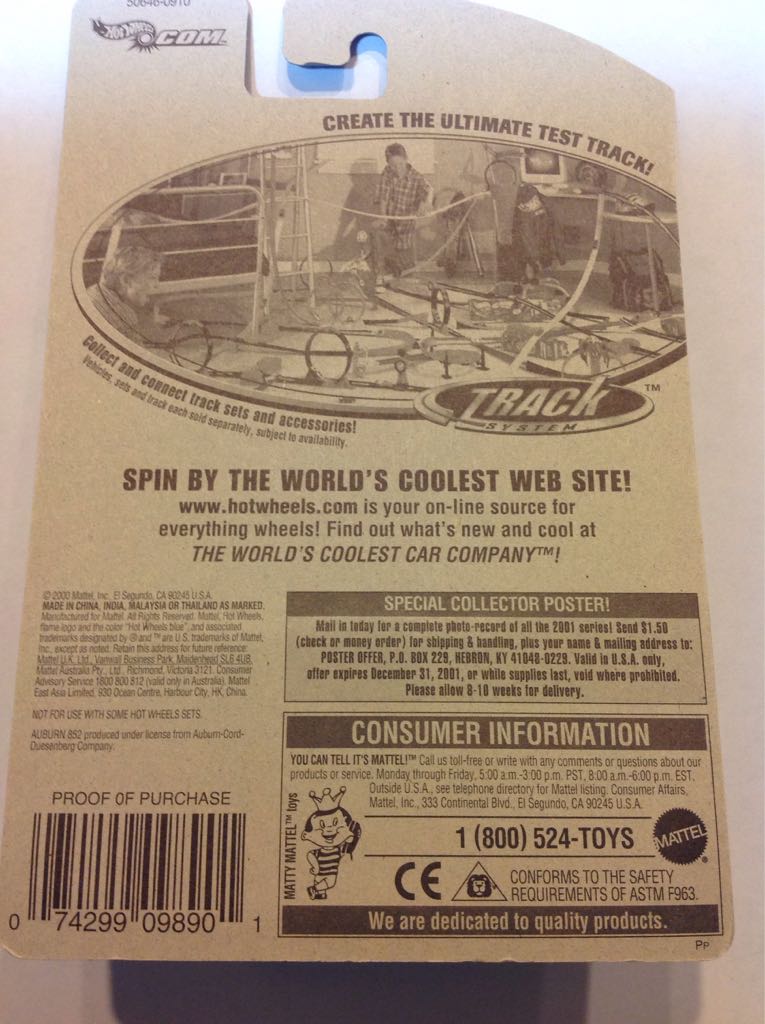 50646-0910
Hot Wheels .COM
CREATE THE ULTIMATE TEST TRACK!
Collect and connect track sets and accessories!
Vehicles, sets and track each sold separately, subject to availability.
TRACK ™
SYSTEM
SPIN BY THE WORLD'S COOLEST WEB SITE!
www.hotwheels.com is your on-line source for
everything wheels! Find out what's new and cool at
THE WORLD'S COOLEST CAR COMPANY™!
© 2000 Mattel, Inc. El Segundo, CA 90245 U.S.A.
MADE IN CHINA, INDIA, MALAYSIA OR THAILAND AS MARKED.
Manufactured for Mattel. All Rights Reserved. Mattel, Hot Wheels,
flame logo and the color "Hot Wheels blue", and associated
trademarks designated by ® and ™ are U.S. trademarks of Mattel,
Inc., except as noted. Retain this address for future reference:
Mattel U.K. Ltd., Vanwall Business Park, Maidenhead SL6 4UB.
Mattel Australia Pty., Ltd., Richmond, Victoria 3121. Consumer
Advisory Service 1800 800 812 (valid only in Australia). Mattel
East Asia Limited, 930 Ocean Centre, Harbour City, HK, China.
NOT FOR USE WITH SOME HOT WHEELS SETS.
AUBURN 852 produced under license from Auburn-Cord-
Duesenberg Company.
PROOF OF PURCHASE
0 74299 09890 1
SPECIAL COLLECTOR POSTER!
Mail in today for a complete photo-record of all the 2001 series! Send $1.50
(check or money order) for shipping & handling, plus your name & mailing address to:
POSTER OFFER, P.O. BOX 229, HEBRON, KY 41048-0229. Valid in U.S.A. only,
offer expires December 31, 2001, or while supplies last, void where prohibited.
Please allow 8-10 weeks for delivery.
CONSUMER INFORMATION
YOU CAN TELL IT'S MATTEL!™ Call us toll-free or write with any comments or questions about our
products or service. Monday through Friday, 5:00 a.m.-3:00 p.m. PST, 8:00 a.m.-6:00 p.m. EST.
Outside U.S.A., see telephone directory for Mattel listing. Consumer Affairs,
Mattel, Inc., 333 Continental Blvd., El Segundo, CA 90245 U.S.A.
MATTY MATTEL™ toys
1 (800) 524-TOYS
MATTEL®
CE
CONFORMS TO THE SAFETY
REQUIREMENTS OF ASTM F963.
We are dedicated to quality products.
PP